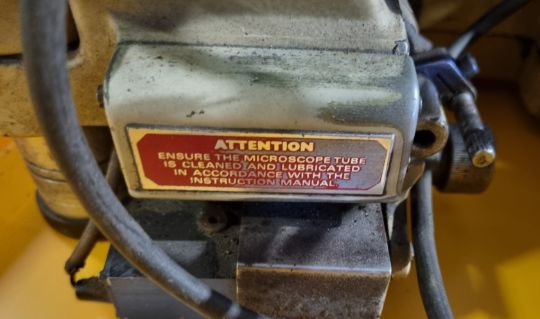 ATTENTION
ENSURE THE MICROSCOPE TUBE
IS CLEANED AND LUBRICATED
IN ACCORDANCE WITH THE
INSTRUCTION MANUAL.